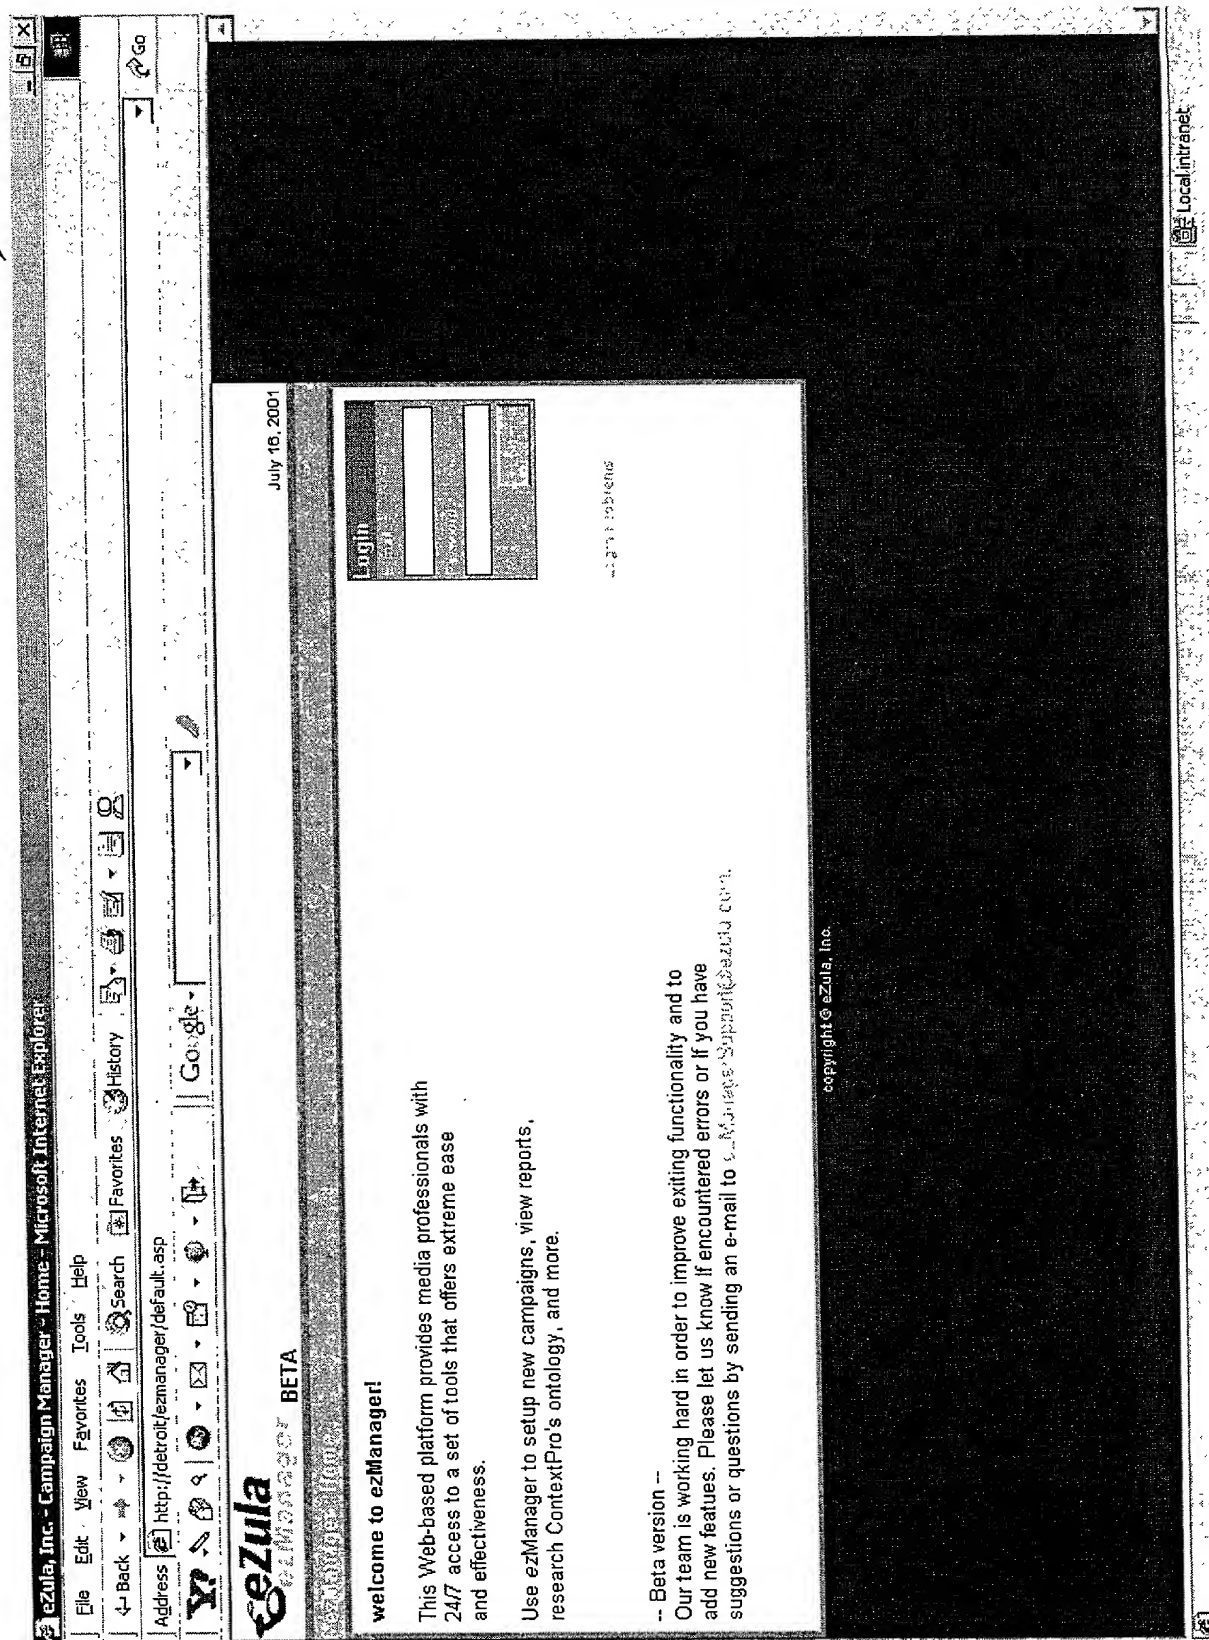 eZula, Inc. - Campaign Manager - Home - Microsoft Internet Explorer
File Edit View Favorites Tools Help
Back Search Favorites History
Address http://detroit/ezmanager/default.asp Go
Y! Google
eZula
ezManager BETA
July 16, 2001
welcome to ezManager!
Login
This Web-based platform provides media professionals with
24/7 access to a set of tools that offers extreme ease
and effectiveness.
Use ezManager to setup new campaigns, view reports,
research ContextPro's ontology, and more.
-- Beta version --
Our team is working hard in order to improve exiting functionality and to
add new featues. Please let us know If encountered errors or If you have
suggestions or questions by sending an e-mail to ezManagerSupport@ezula.com.
copyright © eZula, Inc.
Local intranet